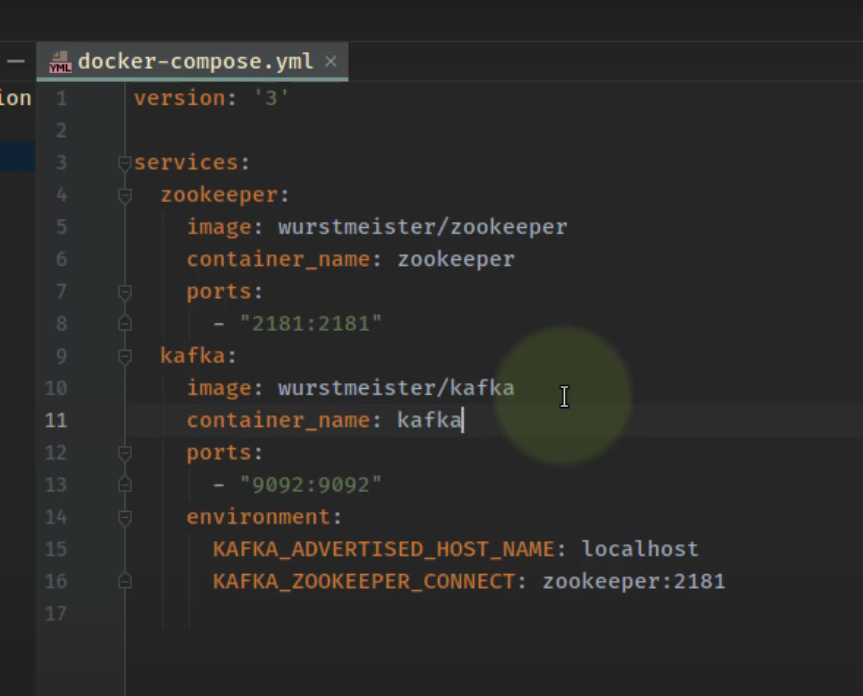 docker-compose.yml
ion
1 version: '3'
2
3 services:
4 zookeeper:
5 image: wurstmeister/zookeeper
6 container_name: zookeeper
7 ports:
8 - "2181:2181"
9 kafka:
10 image: wurstmeister/kafka
11 container_name: kafka
12 ports:
13 - "9092:9092"
14 environment:
15 KAFKA_ADVERTISED_HOST_NAME: localhost
16 KAFKA_ZOOKEEPER_CONNECT: zookeeper:2181
17